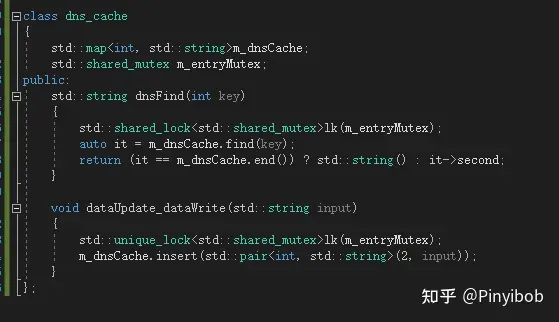 class dns_cache
{
    std::map<int, std::string>m_dnsCache;
    std::shared_mutex m_entryMutex;
public:
    std::string dnsFind(int key)
    {
        std::shared_lock<std::shared_mutex>lk(m_entryMutex);
        auto it = m_dnsCache.find(key);
        return (it == m_dnsCache.end()) ? std::string() : it->second;
    }
    void dataUpdate_dataWrite(std::string input)
    {
        std::unique_lock<std::shared_mutex>lk(m_entryMutex);
        m_dnsCache.insert(std::pair<int, std::string>(2, input));
    }
};
知乎 @Pinyibob